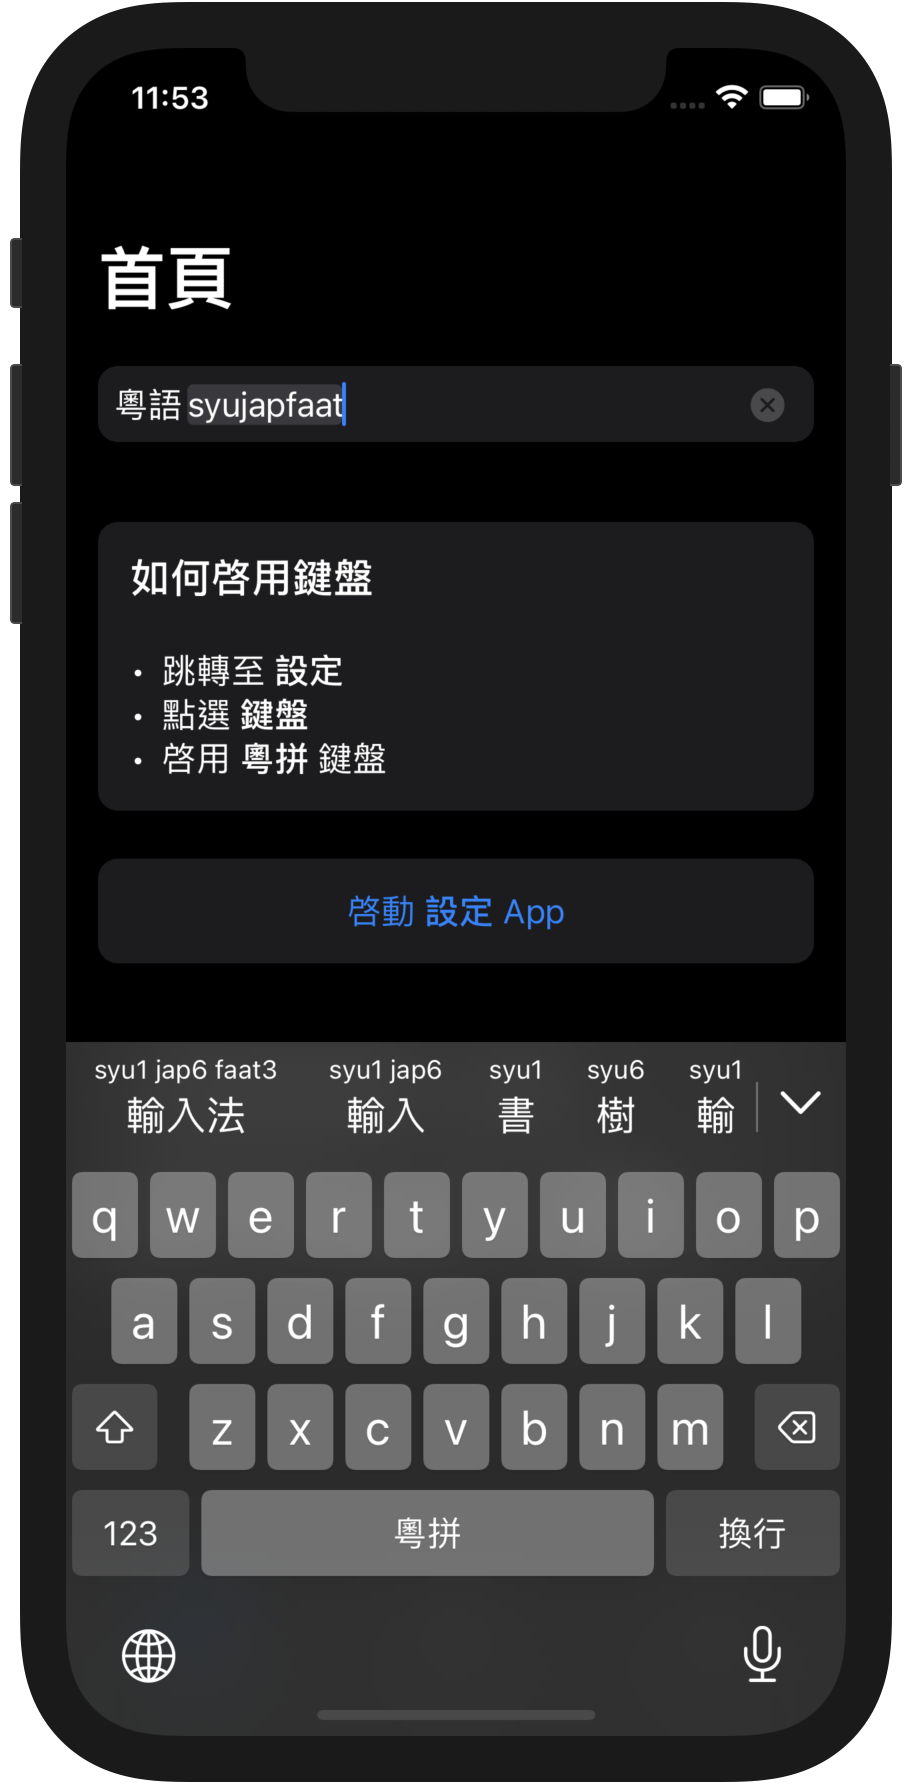 11:53
首頁
粵語 syujapfaat
如何啓用鍵盤
• 跳轉至 設定
• 點選 鍵盤
• 啓用 粵拼 鍵盤
啓動 設定 App
syu1 jap6 faat3 syu1 jap6 syu1 syu6 syu1
輸入法 輸入 書 樹 輸
q w e r t y u i o p
a s d f g h j k l
z x c v b n m
123 粵拼 換行